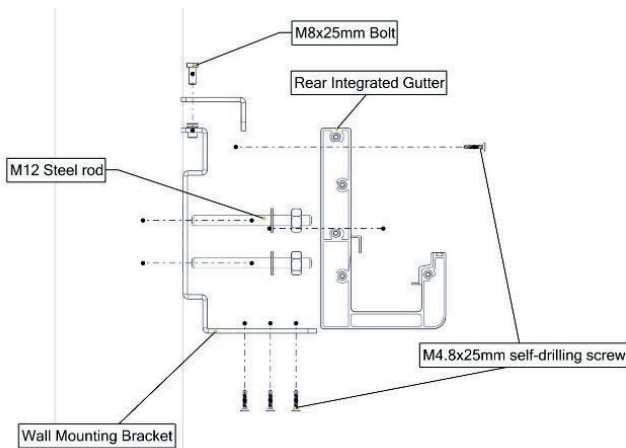 M8x25mm Bolt
Rear Integrated Gutter
M12 Steel rod
M4.8x25mm self-drilling screw
Wall Mounting Bracket